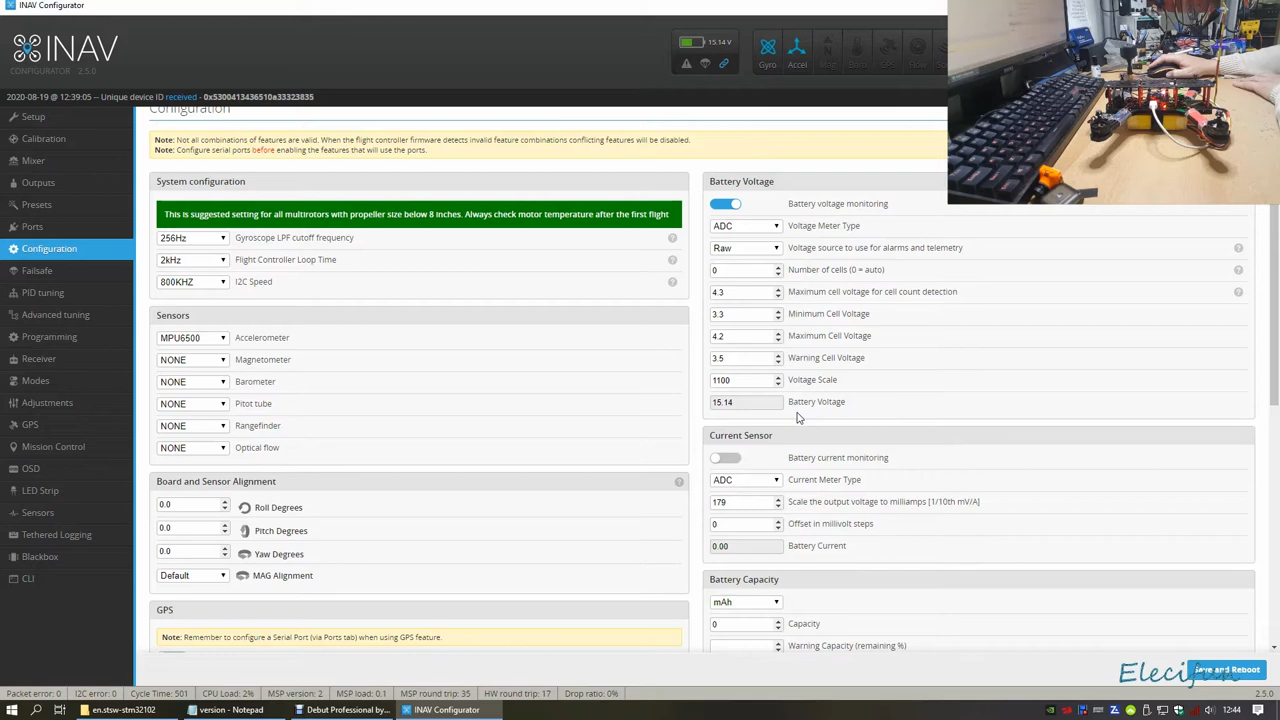 INAV Configurator
INAV
CONFIGURATOR 2.5.0
15.14 V
Gyro
Accel
2020-08-19 @ 12:39:05 -- Unique device ID received - 0x5300413436510a33323835
Setup
Calibration
Mixer
Outputs
Presets
Ports
Configuration
Failsafe
PID tuning
Advanced tuning
Programming
Receiver
Modes
Adjustments
GPS
Mission Control
OSD
LED Strip
Sensors
Tethered Logging
Blackbox
CLI
Configuration
Note: Not all combinations of features are valid. When the flight controller firmware detects invalid feature combinations conflicting features will be disabled.
Note: Configure serial ports before enabling the features that will use the ports.
System configuration
This is suggested setting for all multirotors with propeller size below 8 inches. Always check motor temperature after the first flight
256Hz Gyroscope LPF cutoff frequency
2kHz Flight Controller Loop Time
800KHZ I2C Speed
Sensors
MPU6500 Accelerometer
NONE Magnetometer
NONE Barometer
NONE Pitot tube
NONE Rangefinder
NONE Optical flow
Board and Sensor Alignment
0.0 Roll Degrees
0.0 Pitch Degrees
0.0 Yaw Degrees
Default MAG Alignment
GPS
Note: Remember to configure a Serial Port (via Ports tab) when using GPS feature.
Battery Voltage
Battery voltage monitoring
ADC Voltage Meter Type
Raw Voltage source to use for alarms and telemetry
0 Number of cells (0 = auto)
4.3 Maximum cell voltage for cell count detection
3.3 Minimum Cell Voltage
4.2 Maximum Cell Voltage
3.5 Warning Cell Voltage
1100 Voltage Scale
15.14 Battery Voltage
Current Sensor
Battery current monitoring
ADC Current Meter Type
179 Scale the output voltage to milliamps [1/10th mV/A]
0 Offset in millivolt steps
0.00 Battery Current
Battery Capacity
mAh
0 Capacity
Warning Capacity (remaining %)
Elecifun
Save and Reboot
Packet error: 0 I2C error: 0 Cycle Time: 501 CPU Load: 2% MSP version: 2 MSP load: 0.1 MSP round trip: 35 HW round trip: 17 Drop ratio: 0% 2.5.0
en.stsw-stm32102 version - Notepad Debut Professional by... INAV Configurator 12:44